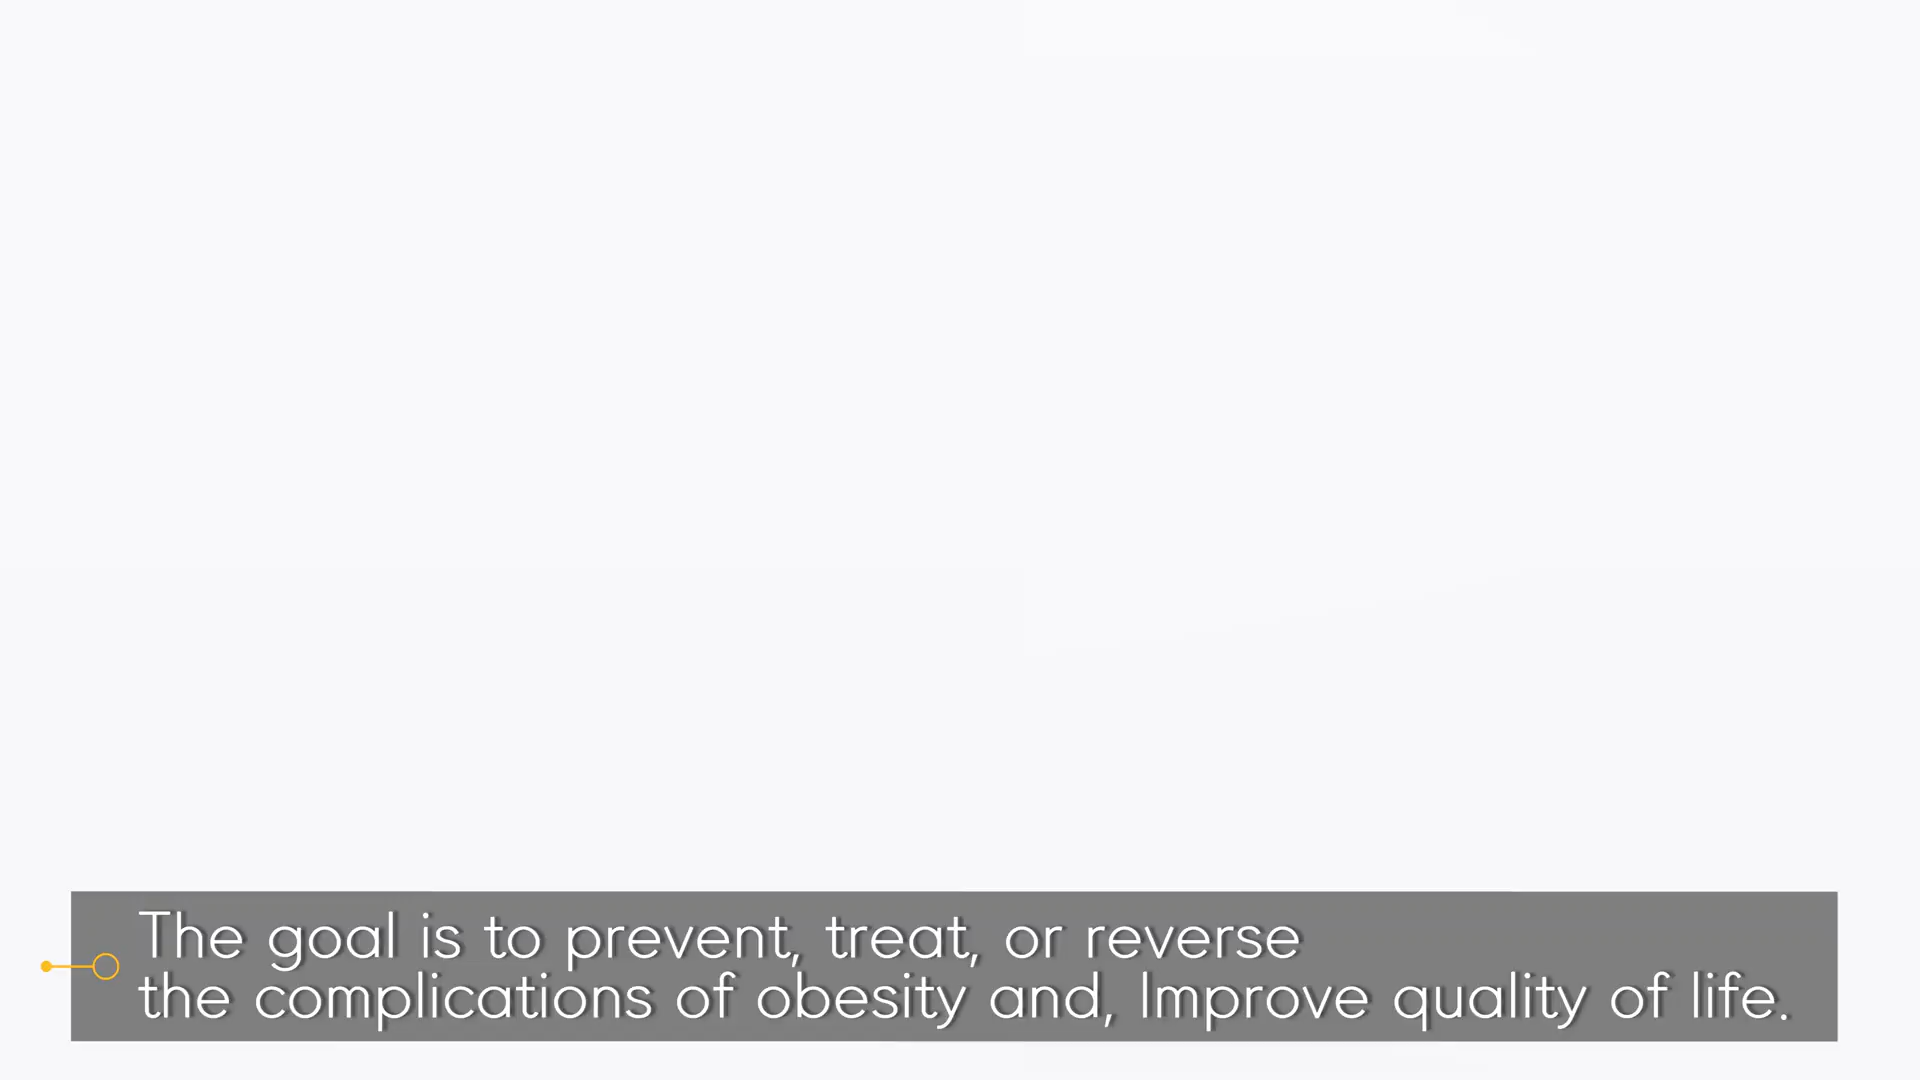 The goal is to prevent, treat, or reverse
the complications of obesity and, Improve quality of life.